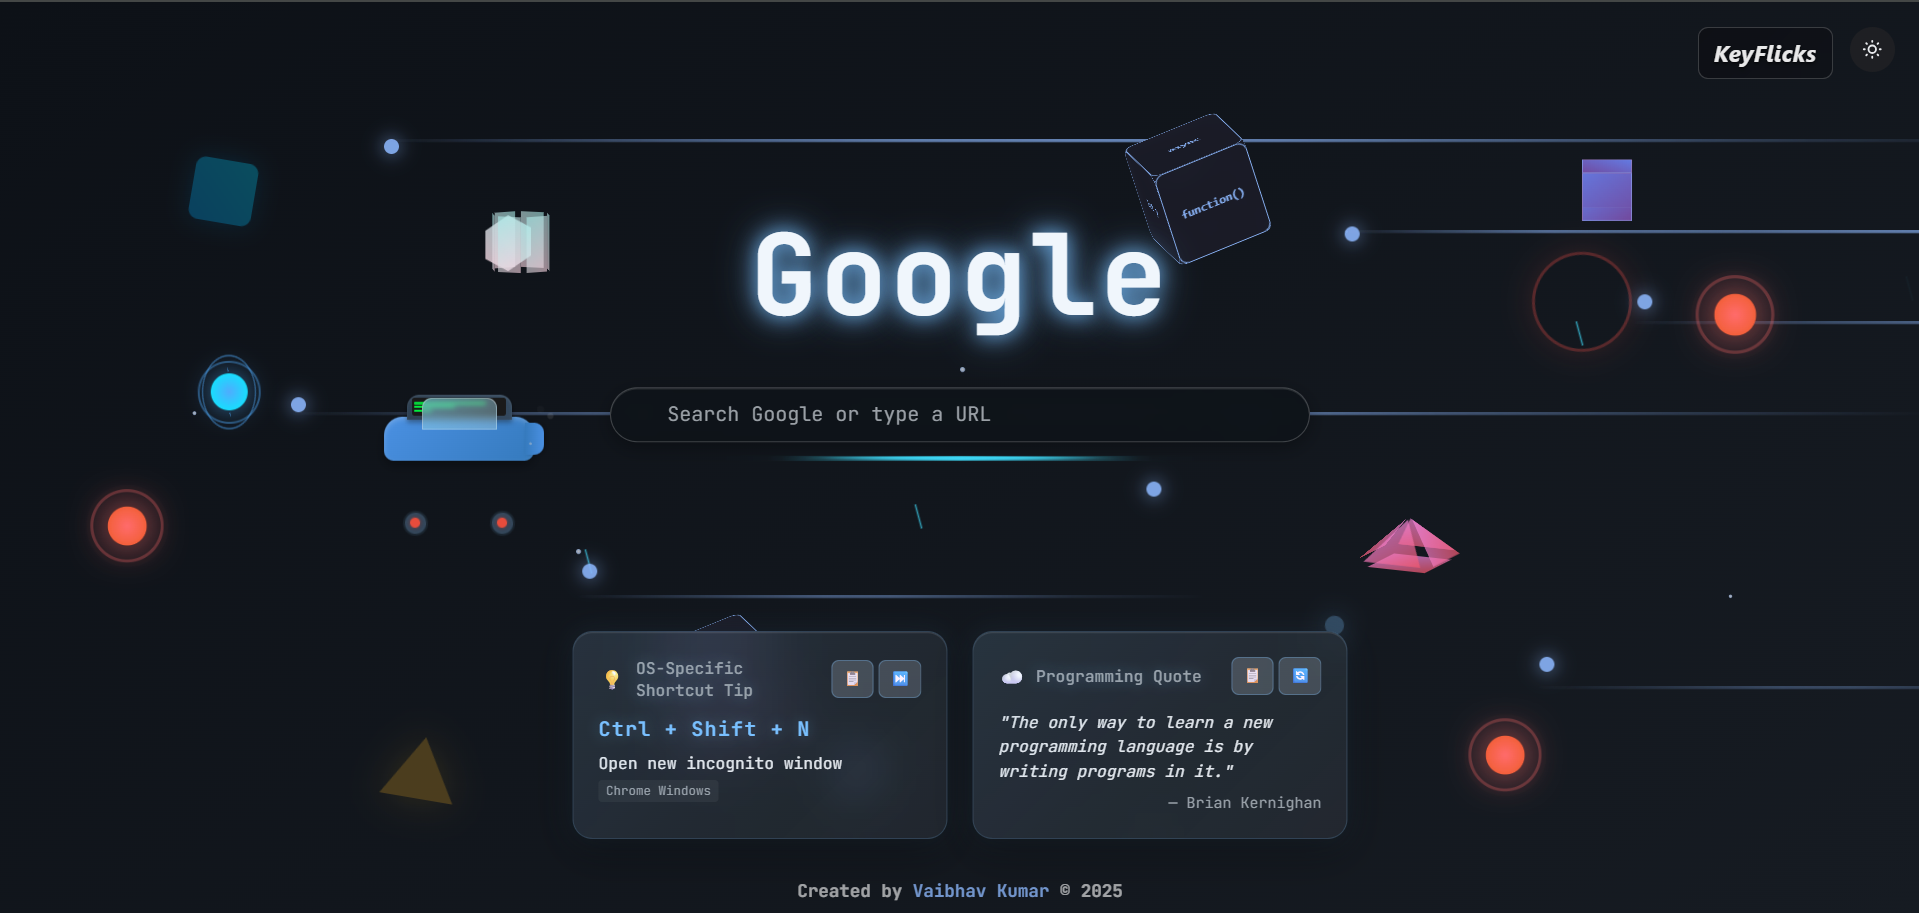 KeyFlicks
async
function()
Google
Search Google or type a URL
OS-Specific
Shortcut Tip
Ctrl + Shift + N
Open new incognito window
Chrome Windows
Programming Quote
"The only way to learn a new
programming language is by
writing programs in it."
— Brian Kernighan
Created by Vaibhav Kumar © 2025